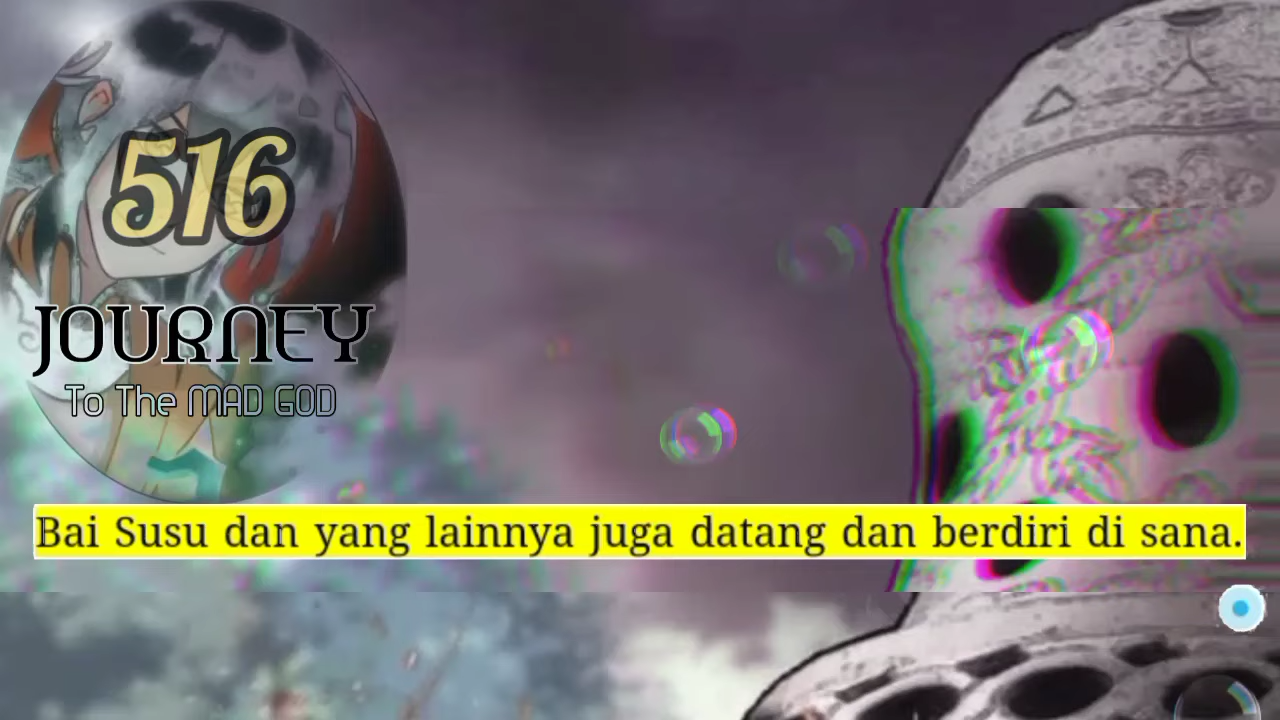 516
JOURNEY
To The MAD GOD
Bai Susu dan yang lainnya juga datang dan berdiri di sana.